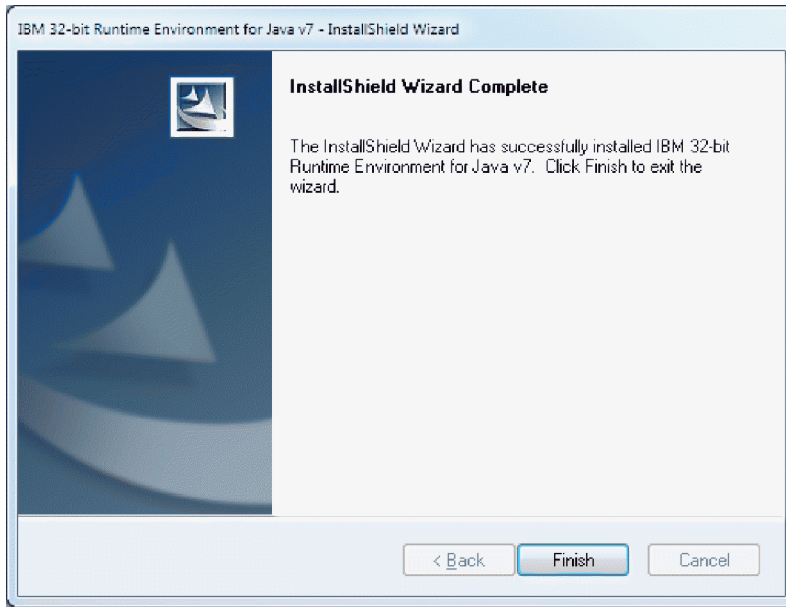 IBM 32-bit Runtime Environment for Java v7 - InstallShield Wizard
InstallShield Wizard Complete
The InstallShield Wizard has successfully installed IBM 32-bit
Runtime Environment for Java v7.  Click Finish to exit the
wizard.
< Back
Finish
Cancel